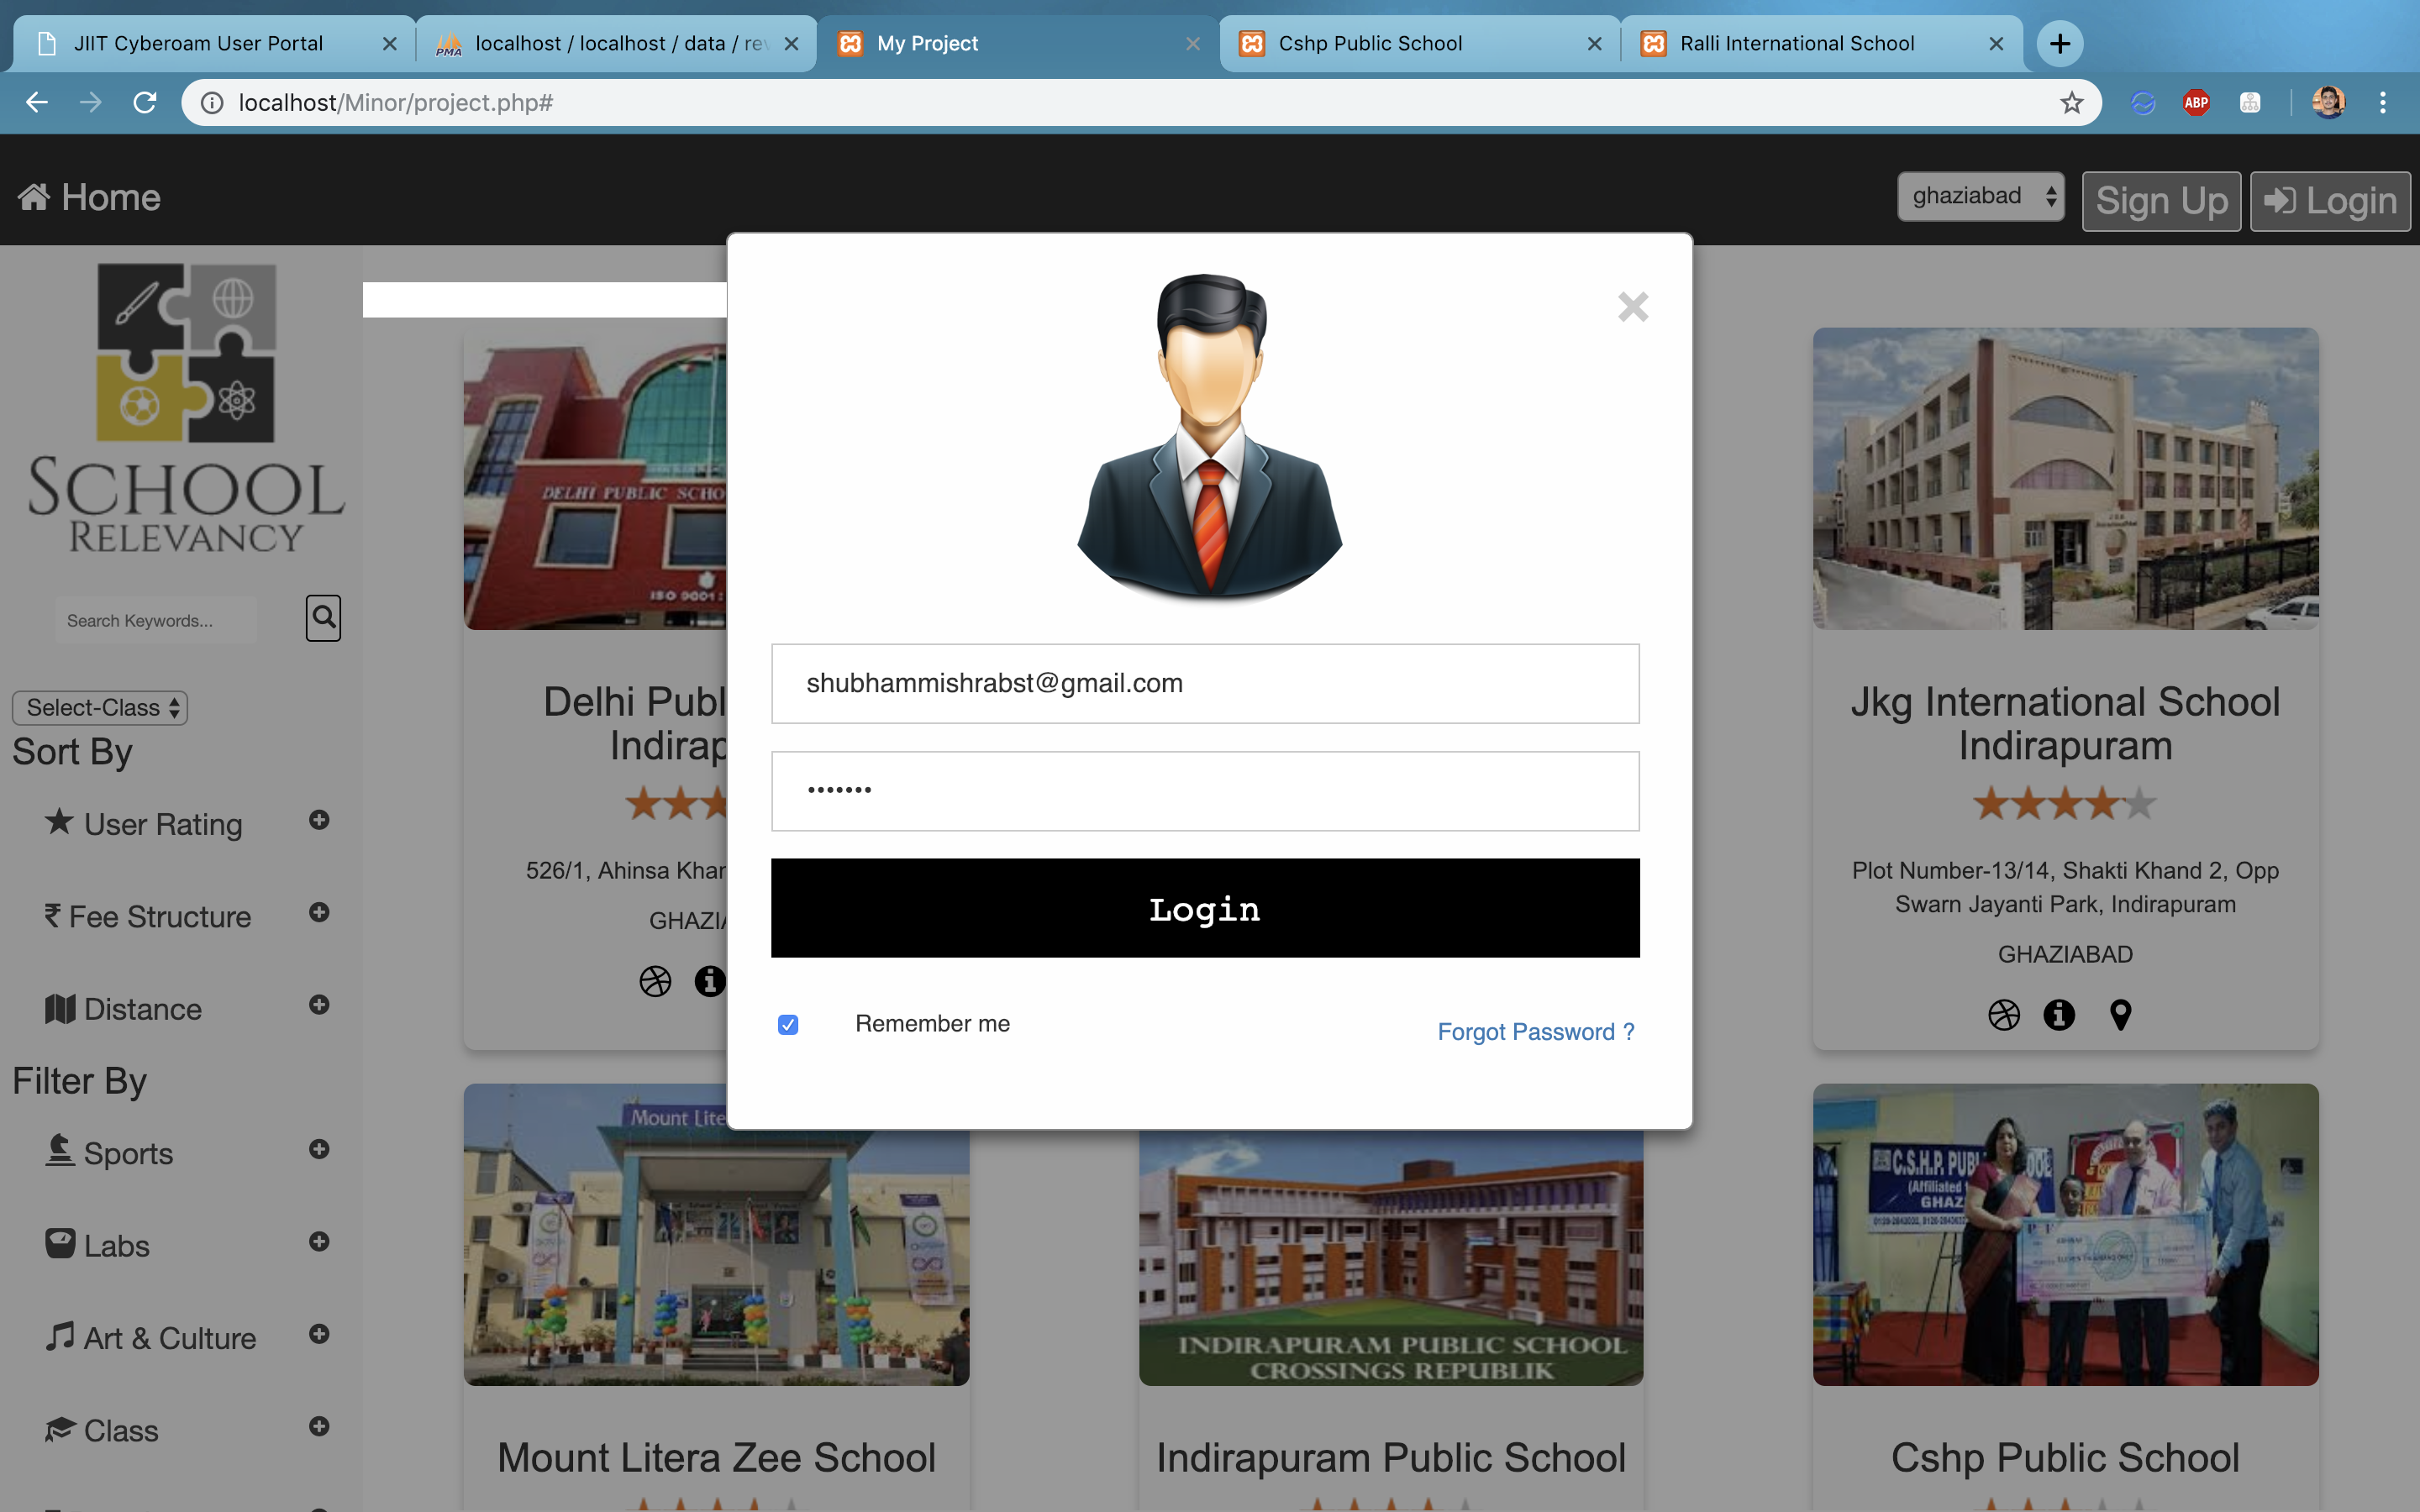 JIIT Cyberoam User Portal
localhost / localhost / data / re
My Project
Cshp Public School
Ralli International School
localhost/Minor/project.php#
ABP
Home
ghaziabad
Sign Up
Login
SCHOOL
RELEVANCY
Search Keywords...
Select-Class
Sort By
User Rating
₹ Fee Structure
Distance
Filter By
Sports
Labs
Art & Culture
Class
DELHI PUBLIC SCHO
ISO 9001:
Delhi Publ
Indirap
526/1, Ahinsa Khan
GHAZIA
shubhammishrabst@gmail.com
•••••••
Login
Remember me
Forgot Password ?
Jkg International School
Indirapuram
Plot Number-13/14, Shakti Khand 2, Opp
Swarn Jayanti Park, Indirapuram
GHAZIABAD
Mount Lite
Mount Litera Zee School
INDIRAPURAM PUBLIC SCHOOL
CROSSINGS REPUBLIK
Indirapuram Public School
C.S.H.P. PUBL
(Affiliated
GHAZ
Cshp Public School